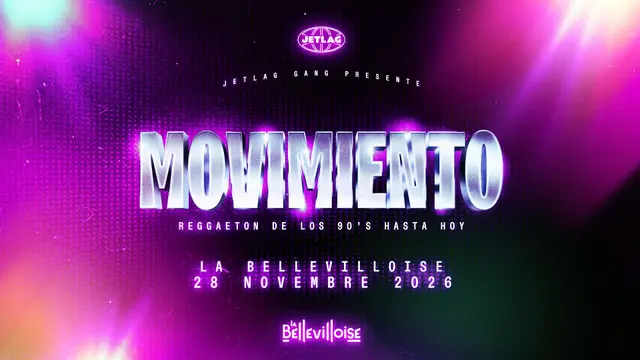 JETLAG
JETLAG GANG PRESENTE
MOVIMIENTO
REGGAETON DE LOS 90'S HASTA HOY
LA BELLEVILLOISE
28 NOVEMBRE 2026
LA
BELLEVILLOISE